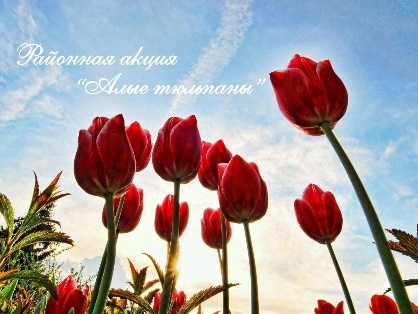 Районная акция
“Алые тюльпаны”